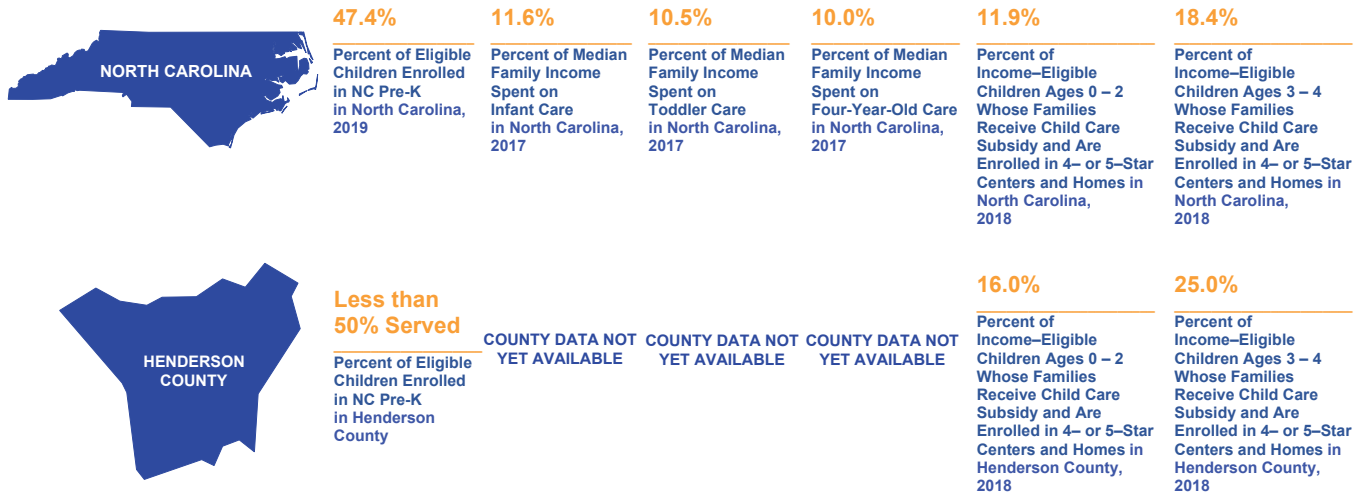 NORTH CAROLINA
47.4%
Percent of Eligible
Children Enrolled
in NC Pre-K
in North Carolina,
2019
11.6%
Percent of Median
Family Income
Spent on
Infant Care
in North Carolina,
2017
10.5%
Percent of Median
Family Income
Spent on
Toddler Care
in North Carolina,
2017
10.0%
Percent of Median
Family Income
Spent on
Four-Year-Old Care
in North Carolina,
2017
11.9%
Percent of
Income–Eligible
Children Ages 0 – 2
Whose Families
Receive Child Care
Subsidy and Are
Enrolled in 4– or 5–Star
Centers and Homes in
North Carolina,
2018
18.4%
Percent of
Income–Eligible
Children Ages 3 – 4
Whose Families
Receive Child Care
Subsidy and Are
Enrolled in 4– or 5–Star
Centers and Homes in
North Carolina,
2018
HENDERSON
COUNTY
Less than
50% Served
Percent of Eligible
Children Enrolled
in NC Pre-K
in Henderson
County
COUNTY DATA NOT
YET AVAILABLE
COUNTY DATA NOT
YET AVAILABLE
COUNTY DATA NOT
YET AVAILABLE
16.0%
Percent of
Income–Eligible
Children Ages 0 – 2
Whose Families
Receive Child Care
Subsidy and Are
Enrolled in 4– or 5–Star
Centers and Homes in
Henderson County,
2018
25.0%
Percent of
Income–Eligible
Children Ages 3 – 4
Whose Families
Receive Child Care
Subsidy and Are
Enrolled in 4– or 5–Star
Centers and Homes in
Henderson County,
2018